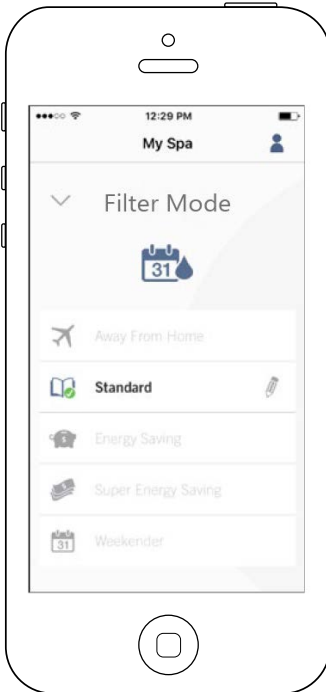 12:29 PM
My Spa
Filter Mode
31
Away From Home
Standard
Energy Saving
Super Energy Saving
31
Weekender